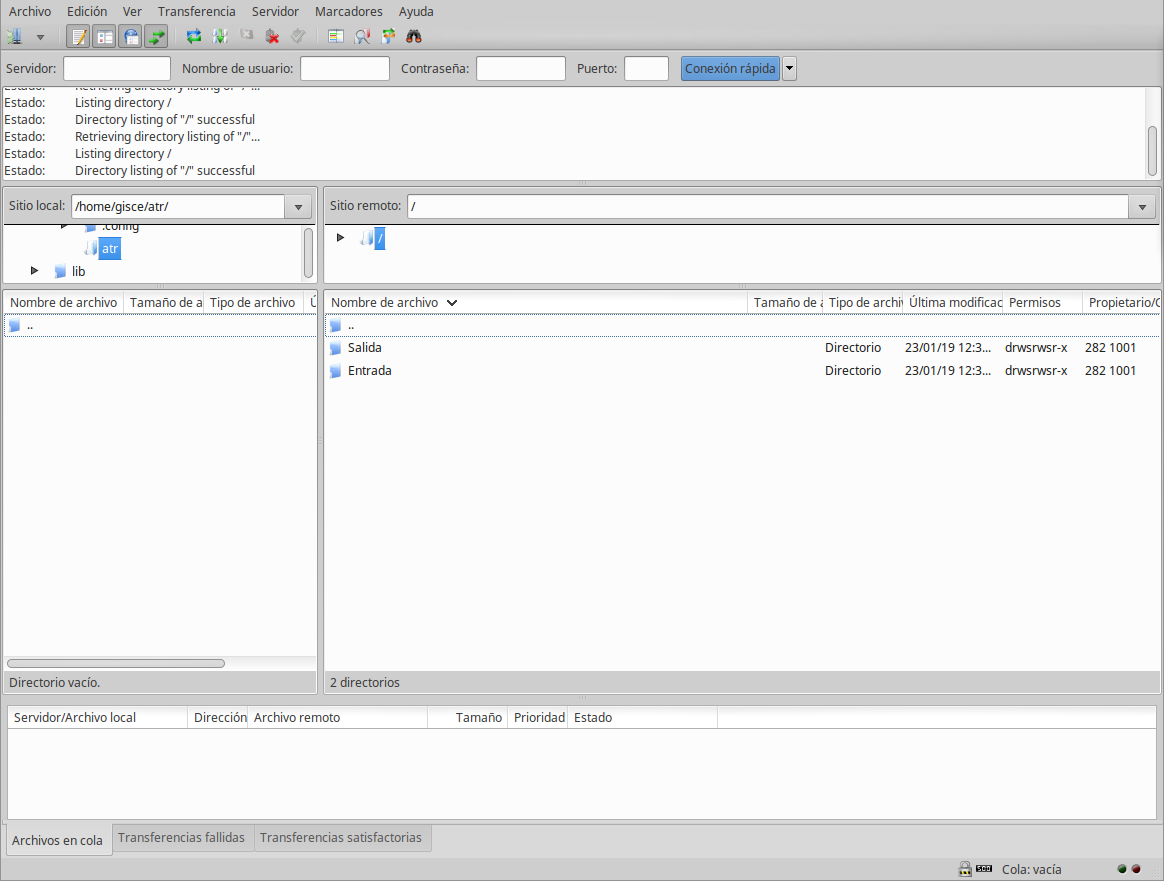 Archivo Edición Ver Transferencia Servidor Marcadores Ayuda
Servidor: Nombre de usuario: Contraseña: Puerto: Conexión rápida
Estado: Retrieving directory listing of "/"...
Estado: Listing directory /
Estado: Directory listing of "/" successful
Estado: Retrieving directory listing of "/"...
Estado: Listing directory /
Estado: Directory listing of "/" successful
Sitio local: /home/gisce/atr/
.config
atr
lib
Sitio remoto: /
/
Nombre de archivo Tamaño de a Tipo de archivo Ú
..
Directorio vacío.
Nombre de archivo Tamaño de a Tipo de archiv Última modificac Permisos Propietario/G
..
Salida Directorio 23/01/19 12:3... drwsrwsr-x 282 1001
Entrada Directorio 23/01/19 12:3... drwsrwsr-x 282 1001
2 directorios
Servidor/Archivo local Dirección Archivo remoto Tamaño Prioridad Estado
Archivos en cola Transferencias fallidas Transferencias satisfactorias
Cola: vacía